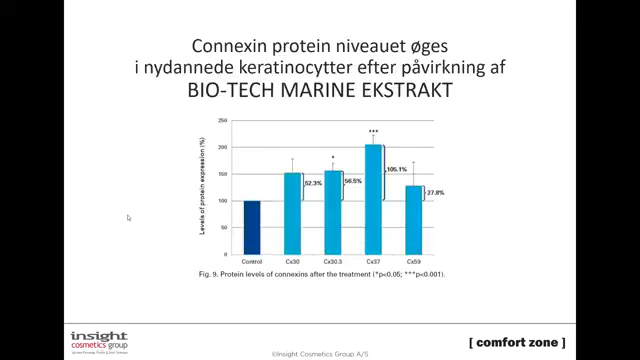 Connexin protein niveauet øges
i nydannede keratinocytter efter påvirkning af
BIO-TECH MARINE EKSTRAKT
Levels of protein expression (%)
250
200
150
100
50
0
52.3%
*
56.5%
***
105.1%
27.8%
Control
Cx30
Cx30.3
Cx37
Cx59
Fig. 9. Protein levels of connexins after the treatment (*p<0.05; ***p<0.001).
insight
cosmetics group
©Insight Cosmetics Group A/S
[ comfort zone ]